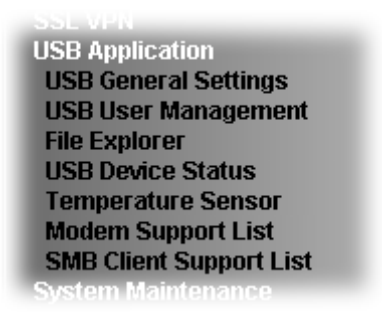 SSL VPN
USB Application
USB General Settings
USB User Management
File Explorer
USB Device Status
Temperature Sensor
Modem Support List
SMB Client Support List
System Maintenance